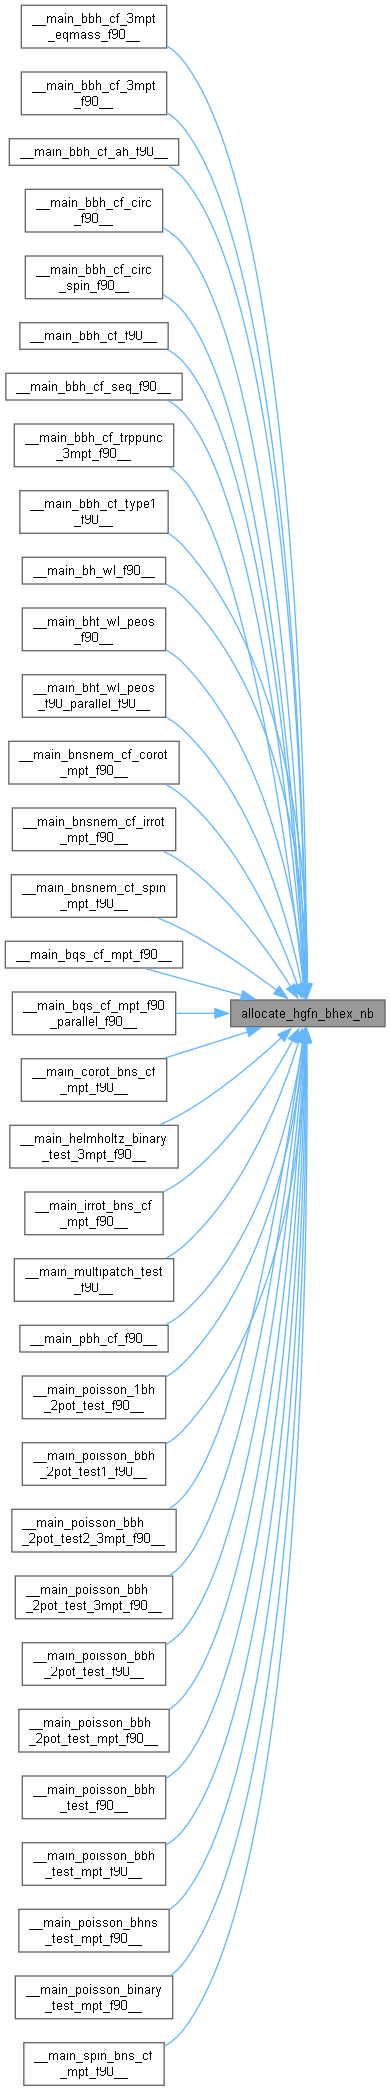 __main_bbh_cf_3mpt
_eqmass_f90__
__main_bbh_cf_3mpt
_f90__
__main_bbh_cf_ah_f90__
__main_bbh_cf_circ
_f90__
__main_bbh_cf_circ
_spin_f90__
__main_bbh_cf_f90__
__main_bbh_cf_seq_f90__
__main_bbh_cf_trppunc
_3mpt_f90__
__main_bbh_cf_type1
_f90__
__main_bh_wl_f90__
__main_bht_wl_peos
_f90__
__main_bht_wl_peos
_f90_parallel_f90__
__main_bnsnem_cf_corot
_mpt_f90__
__main_bnsnem_cf_irrot
_mpt_f90__
__main_bnsnem_cf_spin
_mpt_f90__
__main_bqs_cf_mpt_f90__
__main_bqs_cf_mpt_f90
_parallel_f90__
allocate_hgfn_bhex_nb
__main_corot_bns_cf
_mpt_f90__
__main_helmholtz_binary
_test_3mpt_f90__
__main_irrot_bns_cf
_mpt_f90__
__main_multipatch_test
_f90__
__main_pbh_cf_f90__
__main_poisson_1bh
_2pot_test_f90__
__main_poisson_bbh
_2pot_test1_f90__
__main_poisson_bbh
_2pot_test2_3mpt_f90__
__main_poisson_bbh
_2pot_test_3mpt_f90__
__main_poisson_bbh
_2pot_test_f90__
__main_poisson_bbh
_2pot_test_mpt_f90__
__main_poisson_bbh
_test_f90__
__main_poisson_bbh
_test_mpt_f90__
__main_poisson_bhns
_test_mpt_f90__
__main_poisson_binary
_test_mpt_f90__
__main_spin_bns_cf
_mpt_f90__